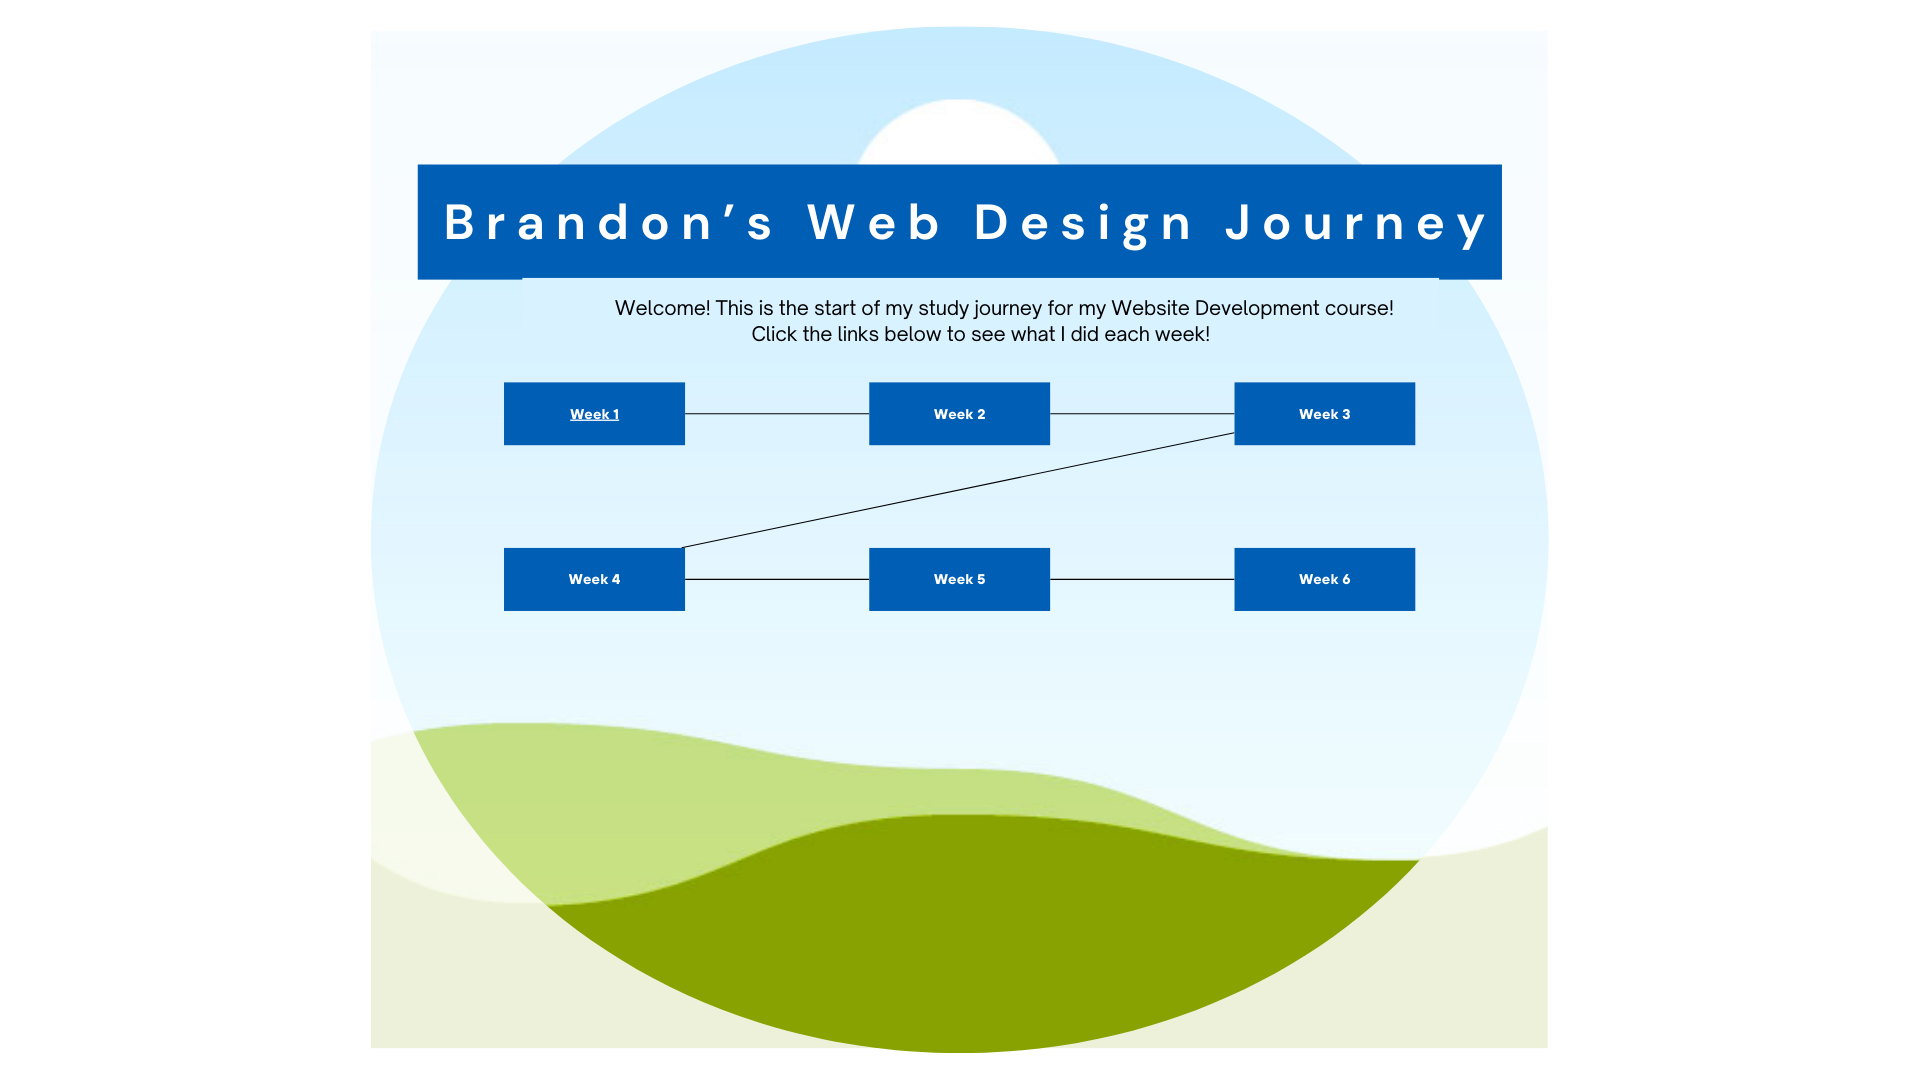 Brandon’s Web Design Journey
Welcome! This is the start of my study journey for my Website Development course!
Click the links below to see what I did each week!
Week 1
Week 2
Week 3
Week 4
Week 5
Week 6